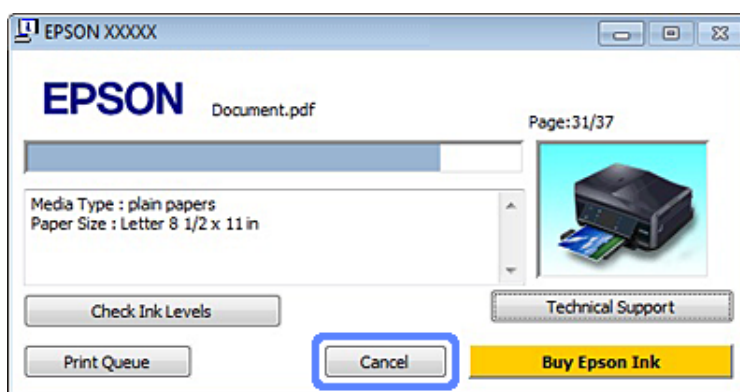 EPSON XXXXX
EPSON
Document.pdf
Page:31/37
Media Type : plain papers
Paper Size : Letter 8 1/2 x 11 in
Check Ink Levels
Technical Support
Print Queue
Cancel
Buy Epson Ink